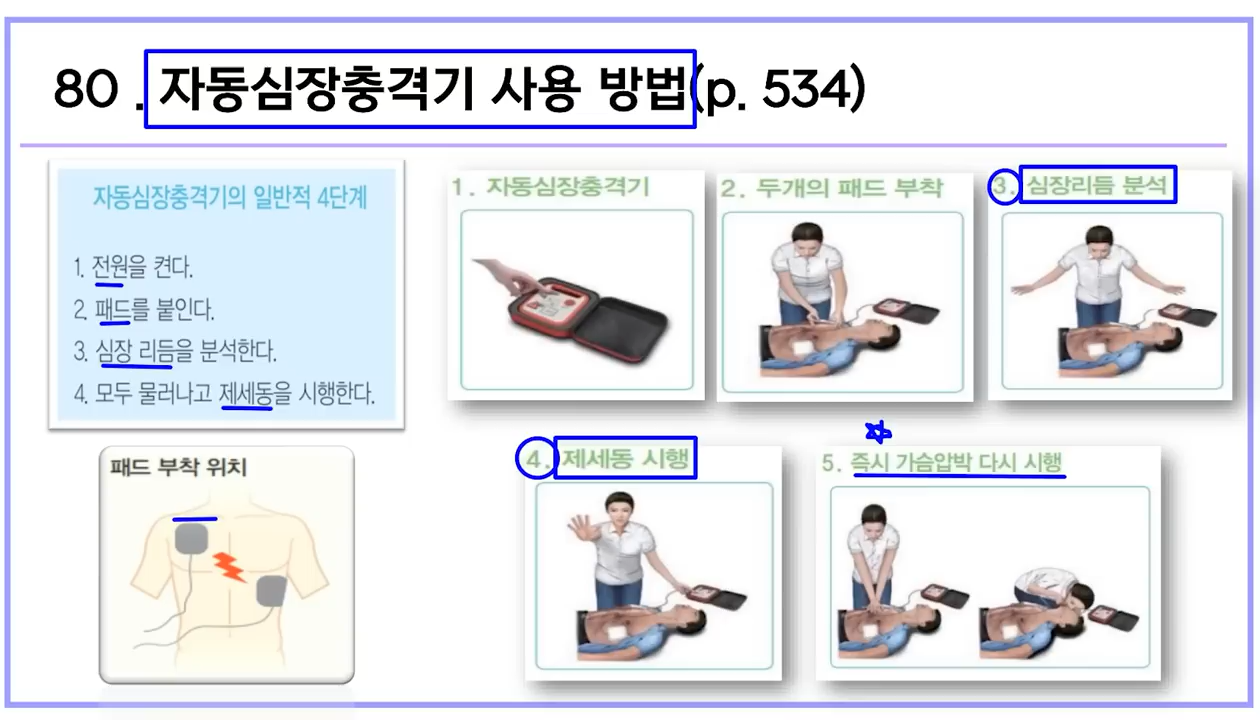 80 . 자동심장충격기 사용 방법(p. 534)
자동심장충격기의 일반적 4단계
1. 전원을 켠다.
2. 패드를 붙인다.
3. 심장 리듬을 분석한다.
4. 모두 물러나고 제세동을 시행한다.
1. 자동심장충격기
2. 두개의 패드 부착
3. 심장리듬 분석
패드 부착 위치
4. 제세동 시행
5. 즉시 가슴압박 다시 시행